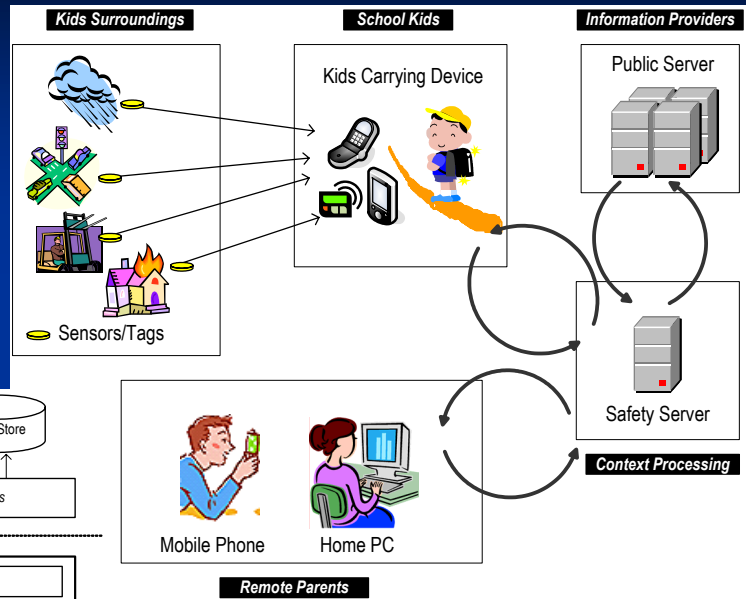 Kids Surroundings
School Kids
Information Providers
Kids Carrying Device
Public Server
Sensors/Tags
Safety Server
Context Processing
Store
s
Mobile Phone
Home PC
Remote Parents